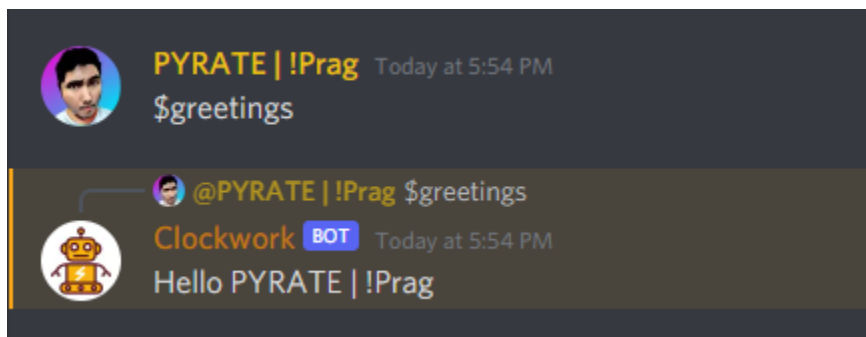 PYRATE | !Prag Today at 5:54 PM
$greetings
@PYRATE | !Prag $greetings
Clockwork BOT Today at 5:54 PM
Hello PYRATE | !Prag